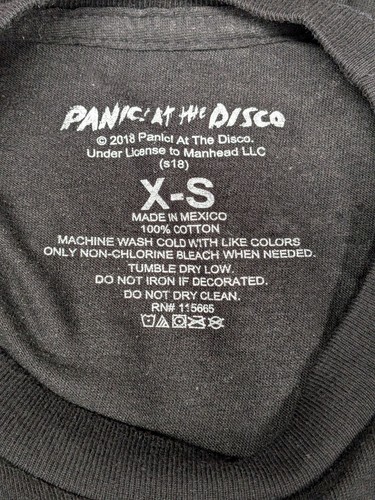 PANIC! AT THE DISCO
© 2018 Panic! At The Disco.
Under License to Manhead LLC
(s18)
X-S
MADE IN MEXICO
100% COTTON
MACHINE WASH COLD WITH LIKE COLORS
ONLY NON-CHLORINE BLEACH WHEN NEEDED.
TUMBLE DRY LOW.
DO NOT IRON IF DECORATED.
DO NOT DRY CLEAN.
RN# 115665